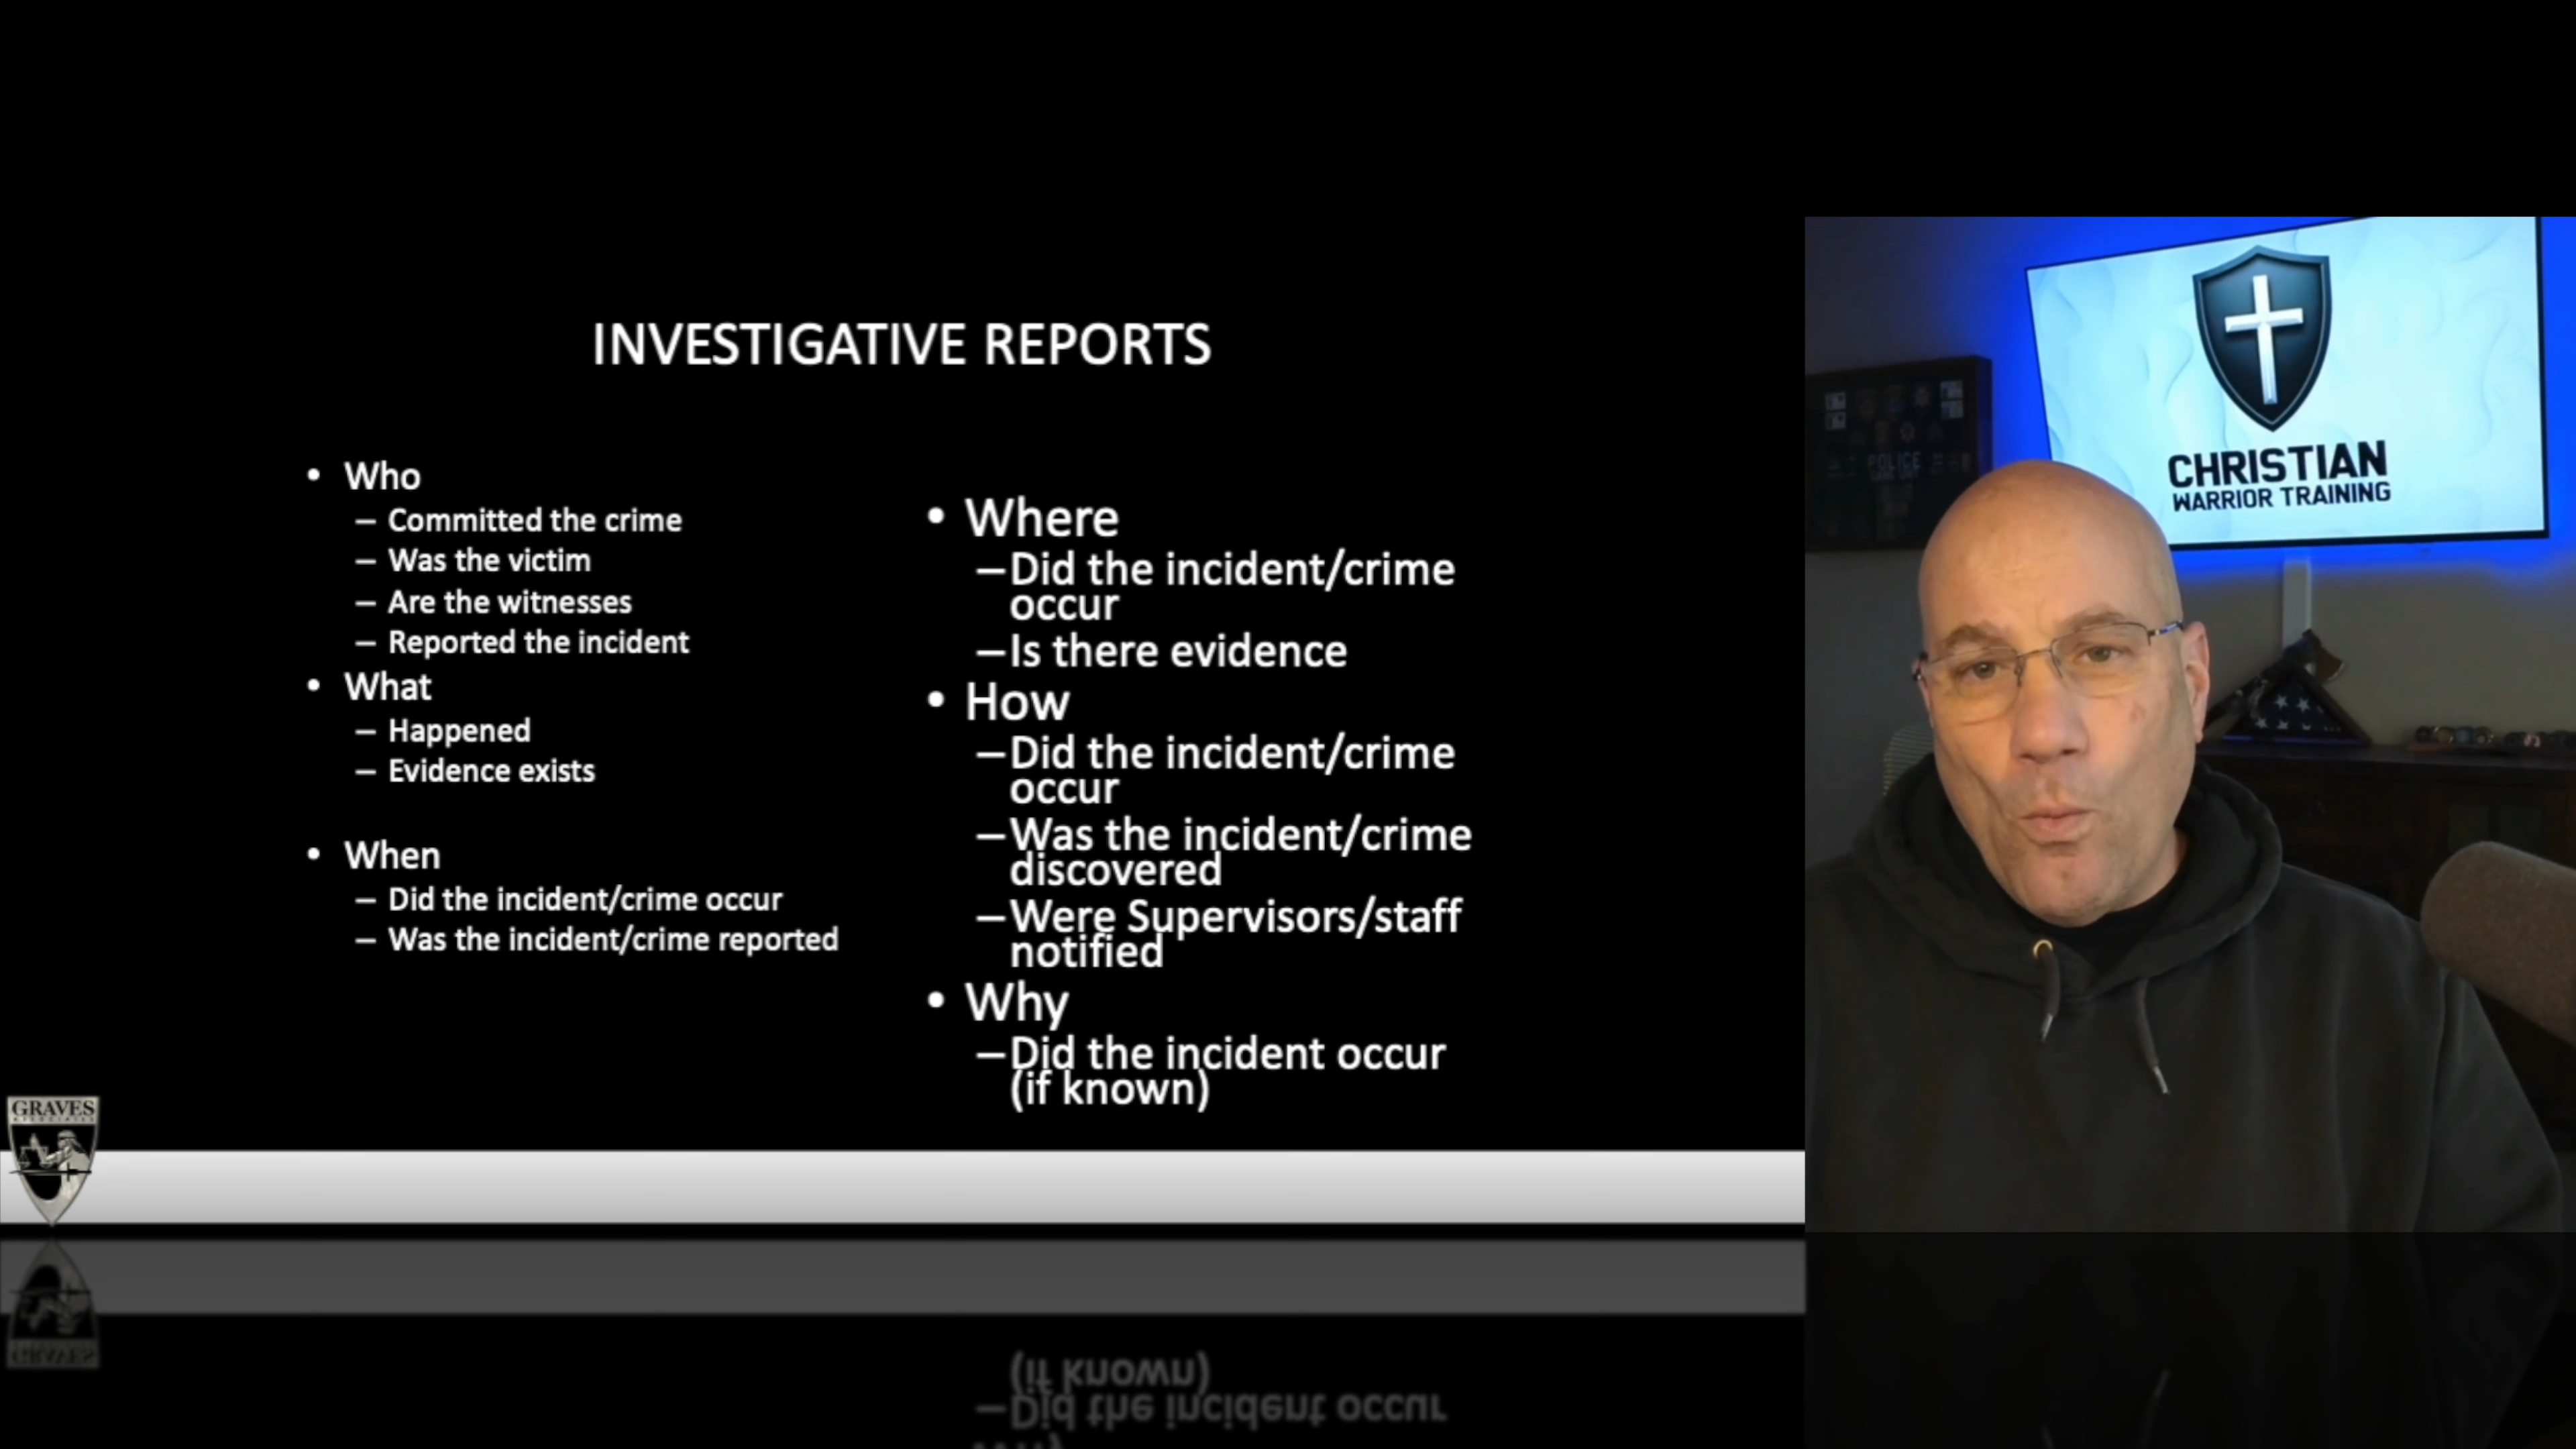 INVESTIGATIVE REPORTS
• Who
– Committed the crime
– Was the victim
– Are the witnesses
– Reported the incident
• What
– Happened
– Evidence exists
• When
– Did the incident/crime occur
– Was the incident/crime reported
• Where
–Did the incident/crime
occur
–Is there evidence
• How
–Did the incident/crime
occur
–Was the incident/crime
discovered
–Were Supervisors/staff
notified
• Why
–Did the incident occur
(if known)
GRAVES
ASSOCIATES
CHRISTIAN
WARRIOR TRAINING
POLICE